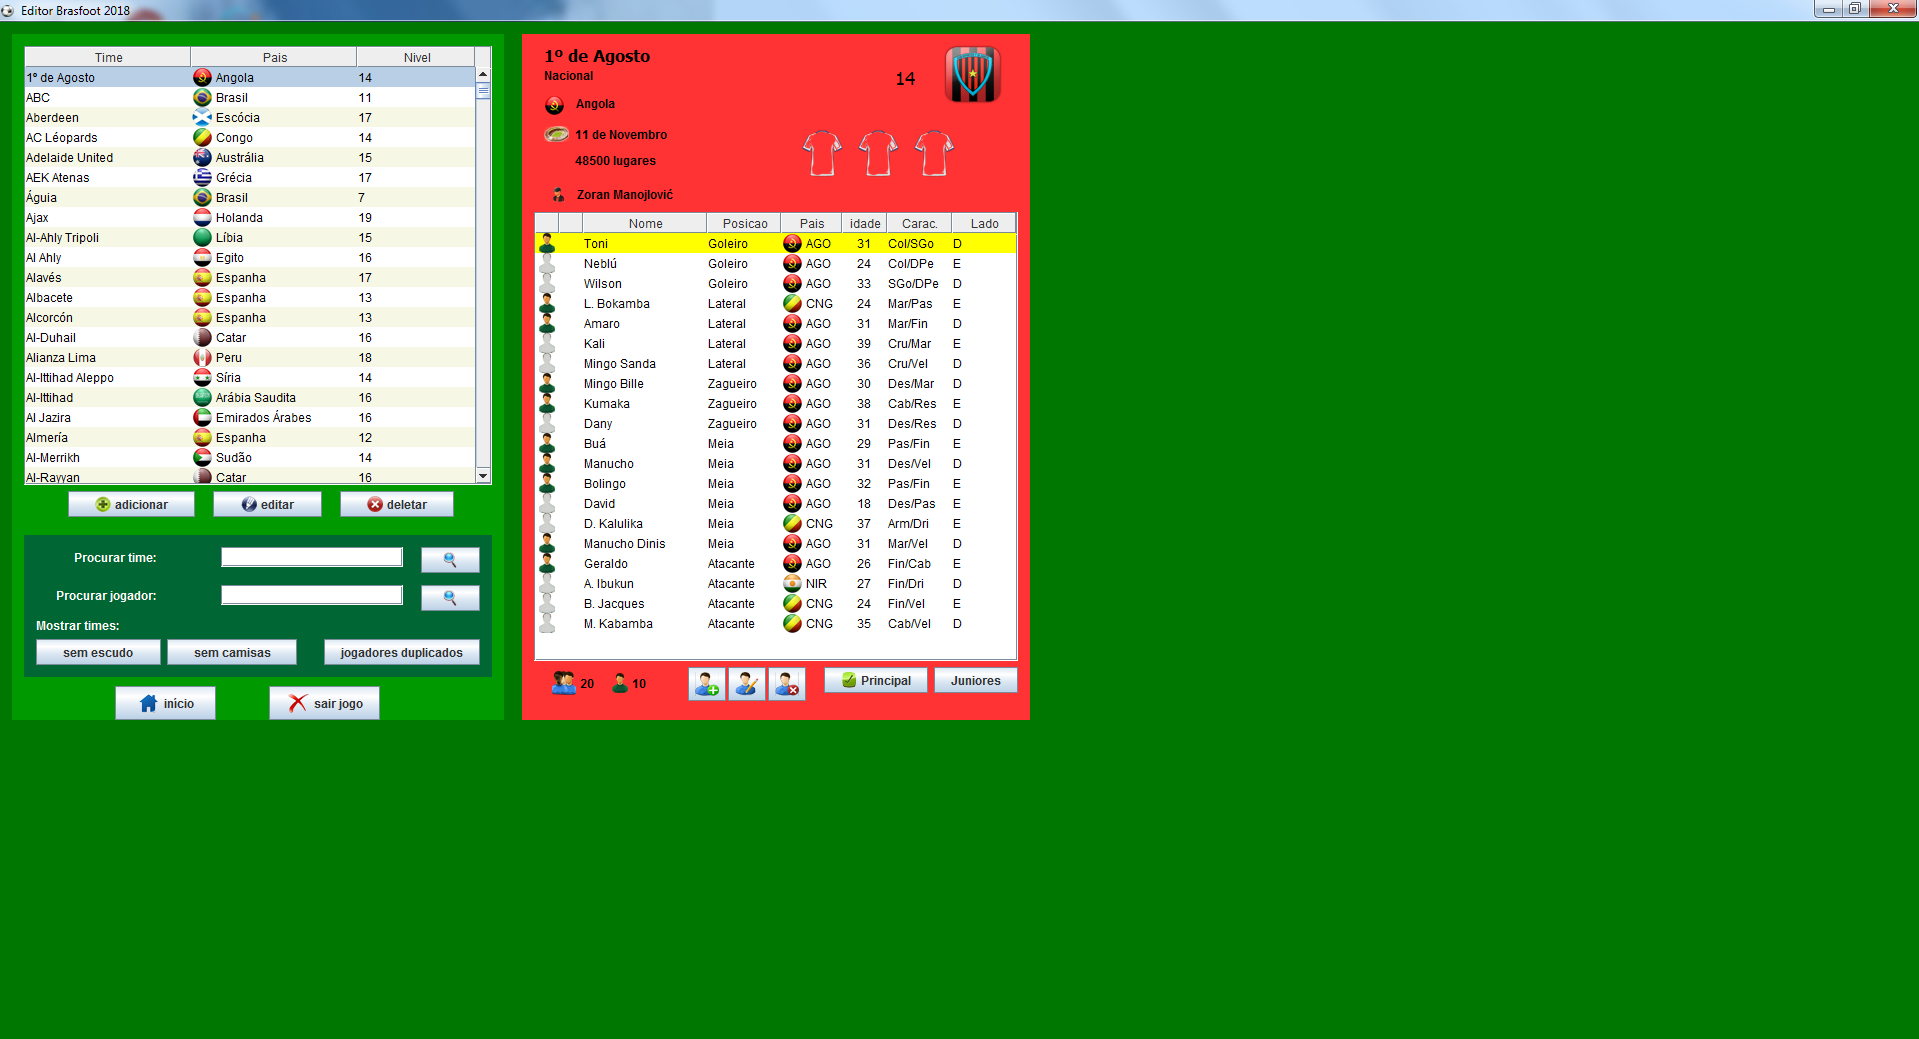 Editor Brasfoot 2018
Time Pais Nivel
1º de Agosto Angola 14
ABC Brasil 11
Aberdeen Escócia 17
AC Léopards Congo 14
Adelaide United Austrália 15
AEK Atenas Grécia 17
Águia Brasil 7
Ajax Holanda 19
Al-Ahly Tripoli Líbia 15
Al Ahly Egito 16
Alavés Espanha 17
Albacete Espanha 13
Alcorcón Espanha 13
Al-Duhail Catar 16
Alianza Lima Peru 18
Al-Ittihad Aleppo Síria 14
Al-Ittihad Arábia Saudita 16
Al Jazira Emirados Árabes 16
Almería Espanha 12
Al-Merrikh Sudão 14
Al-Rayyan Catar 16
adicionar editar deletar
Procurar time:
Procurar jogador:
Mostrar times:
sem escudo sem camisas jogadores duplicados
início sair jogo
1º de Agosto
Nacional
14
Angola
11 de Novembro
48500 lugares
Zoran Manojlović
Nome Posicao Pais idade Carac. Lado
Toni Goleiro AGO 31 Col/SGo D
Neblú Goleiro AGO 24 Col/DPe E
Wilson Goleiro AGO 33 SGo/DPe D
L. Bokamba Lateral CNG 24 Mar/Pas E
Amaro Lateral AGO 31 Mar/Fin D
Kali Lateral AGO 39 Cru/Mar E
Mingo Sanda Lateral AGO 36 Cru/Vel D
Mingo Bille Zagueiro AGO 30 Des/Mar D
Kumaka Zagueiro AGO 38 Cab/Res E
Dany Zagueiro AGO 31 Des/Res D
Buá Meia AGO 29 Pas/Fin E
Manucho Meia AGO 31 Des/Vel D
Bolingo Meia AGO 32 Pas/Fin E
David Meia AGO 18 Des/Pas E
D. Kalulika Meia CNG 37 Arm/Dri E
Manucho Dinis Meia AGO 31 Mar/Vel D
Geraldo Atacante AGO 26 Fin/Cab E
A. Ibukun Atacante NIR 27 Fin/Dri D
B. Jacques Atacante CNG 24 Fin/Vel E
M. Kabamba Atacante CNG 35 Cab/Vel D
20 10 Principal Juniores